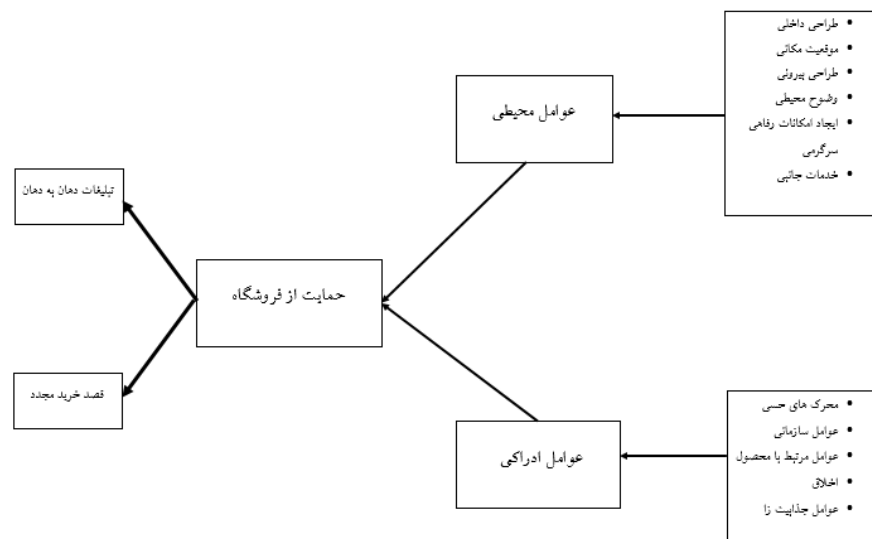 طراحی داخلی
موقعیت مکانی
طراحی بیرونی
وضوح محیطی
ایجاد امکانات رفاهی
سرگرمی
خدمات جانبی
عوامل محیطی
تبلیغات دهان به دهان
حمایت از فروشگاه
قصد خرید مجدد
محرک های حسی
عوامل سازمانی
عوامل مرتبط با محصول
اخلاق
عوامل جذابیت زا
عوامل ادراکی